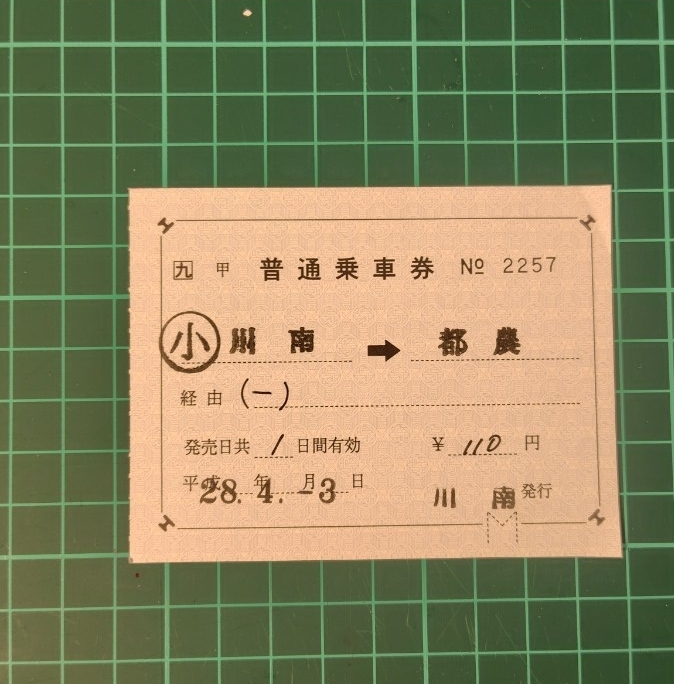 九 甲 普通乗車券 № 2257
小 川南 ➡ 都農
経由 (一)
発売日共 1 日間有効 ¥ 110 円
平成 28年 4月 -3日 川南 発行